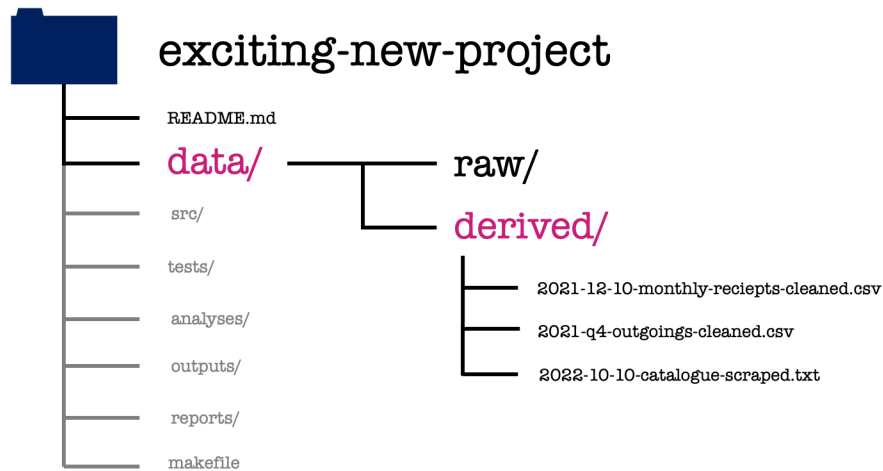 exciting-new-project
README.md
data/
raw/
derived/
src/
tests/
analyses/
outputs/
reports/
makefile
2021-12-10-monthly-reciepts-cleaned.csv
2021-q4-outgoings-cleaned.csv
2022-10-10-catalogue-scraped.txt